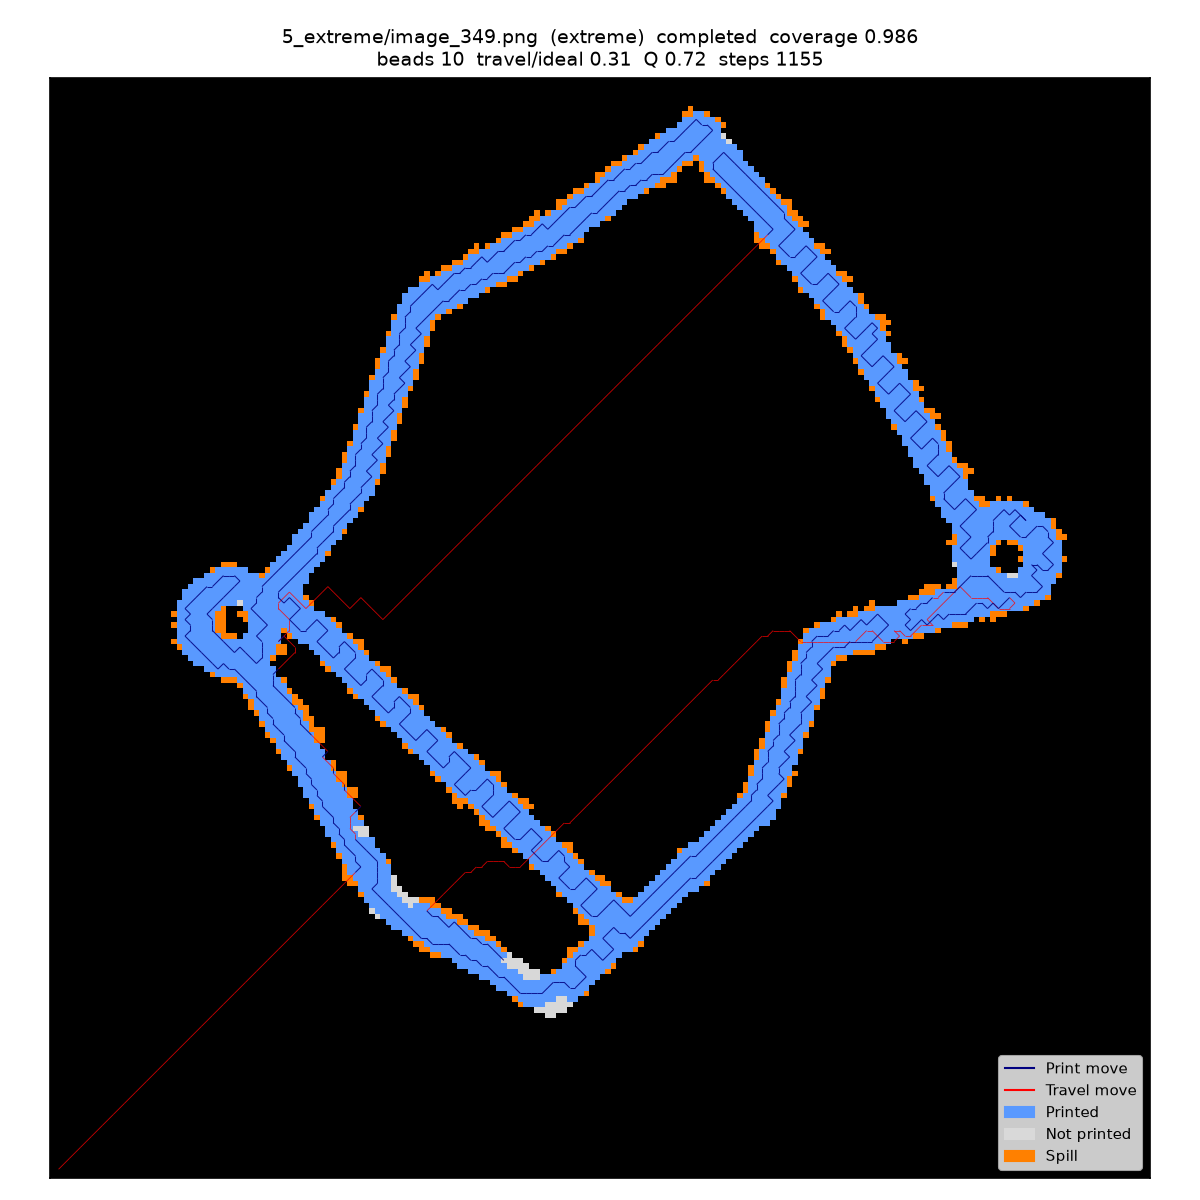 5_extreme/image_349.png  (extreme)  completed  coverage 0.986
beads 10  travel/ideal 0.31  Q 0.72  steps 1155
Print move
Travel move
Printed
Not printed
Spill